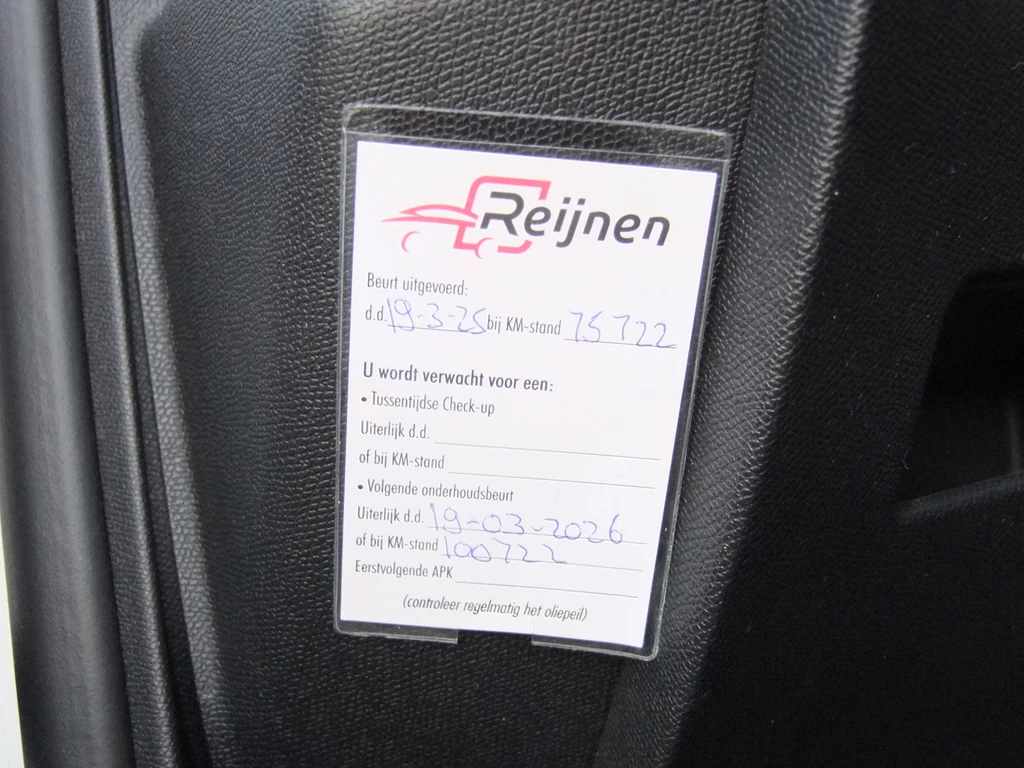 Reijnen
Beurt uitgevoerd:
d.d. 19-3-25 bij KM-stand 75722
U wordt verwacht voor een:
• Tussentijdse Check-up
Uiterlijk d.d.
of bij KM-stand
• Volgende onderhoudsbeurt
Uiterlijk d.d. 19-03-2026
of bij KM-stand 100722
Eerstvolgende APK
(controleer regelmatig het oliepeil)